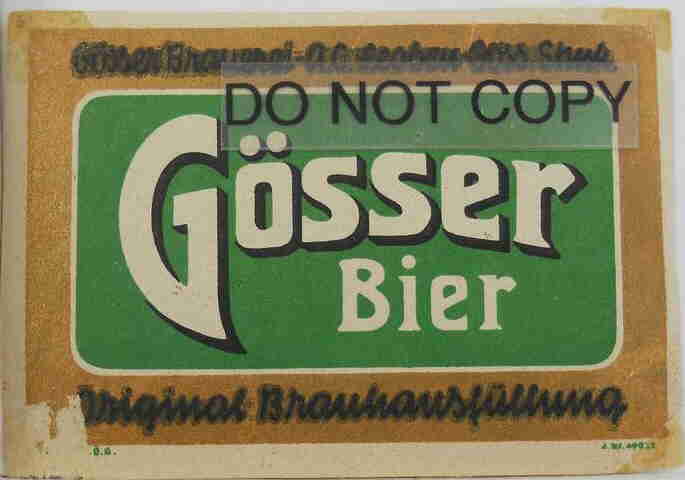 Gösser Brauerei-A.G.
DO NOT COPY
Gösser
Bier
Original Brauhausfüllung
O.G.